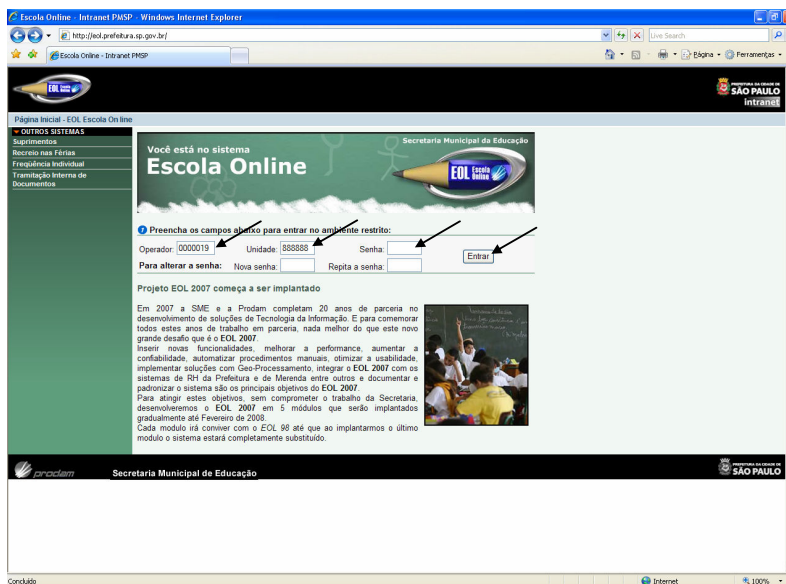 Escola Online - Intranet PMSP - Windows Internet Explorer
http://eol.prefeitura.sp.gov.br/
Live Search
Escola Online - Intranet PMSP
Página
Ferramentas
EOL Escola Online
PREFEITURA DA CIDADE DE
SÃO PAULO
intranet
Página Inicial - EOL Escola On line
OUTROS SISTEMAS
Suprimentos
Recreio nas Férias
Freqüência Individual
Tramitação Interna de
Documentos
Você está no sistema
Escola Online
Secretaria Municipal da Educação
EOL Escola Online
Preencha os campos abaixo para entrar no ambiente restrito:
Operador: 0000019 Unidade: 888888 Senha:
Entrar
Para alterar a senha: Nova senha: Repita a senha:
Projeto EOL 2007 começa a ser implantado
Em 2007 a SME e a Prodam completam 20 anos de parceria no
desenvolvimento de soluções de Tecnologia da Informação. E para comemorar
todos estes anos de trabalho em parceria, nada melhor do que este novo
grande desafio que é o EOL 2007.
Inserir novas funcionalidades, melhorar a performance, aumentar a
confiabilidade, automatizar procedimentos manuais, otimizar a usabilidade,
implementar soluções com Geo-Processamento, integrar o EOL 2007 com os
sistemas de RH da Prefeitura e de Merenda entre outros e documentar e
padronizar o sistema são os principais objetivos do EOL 2007.
Para atingir estes objetivos, sem comprometer o trabalho da Secretaria,
desenvolveremos o EOL 2007 em 5 módulos que serão implantados
gradualmente até Fevereiro de 2008.
Cada modulo irá conviver com o EOL 98 até que ao implantarmos o último
modulo o sistema estará completamente substituído.
prodam
Secretaria Municipal de Educação
PREFEITURA DA CIDADE DE
SÃO PAULO
Concluído
Internet
100%